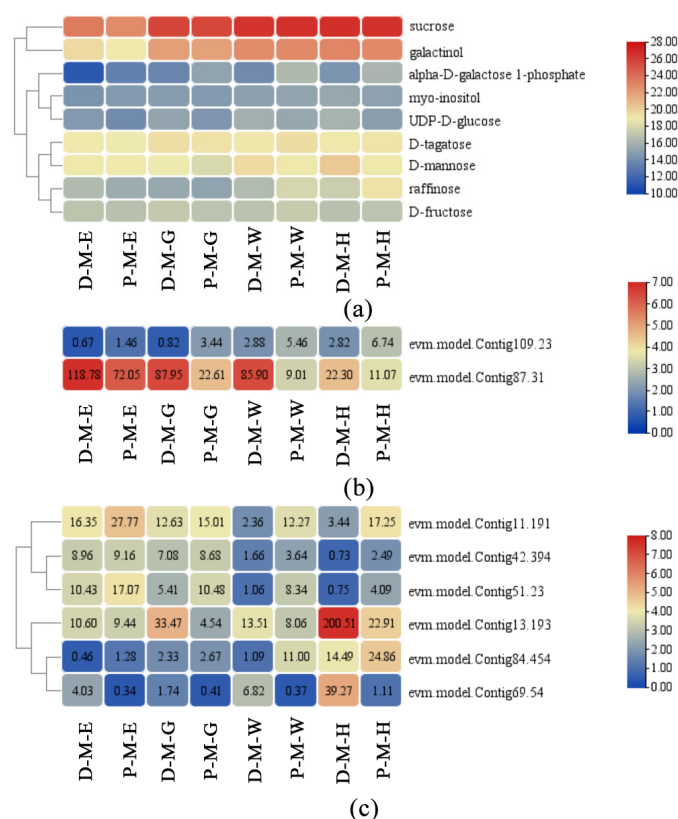 sucrose
galactinol
alpha-D-galactose 1-phosphate
myo-inositol
UDP-D-glucose
D-tagatose
D-mannose
raffinose
D-fructose
28.00
26.00
24.00
22.00
20.00
18.00
16.00
14.00
12.00
10.00
D-M-E P-M-E D-M-G P-M-G D-M-W P-M-W D-M-H P-M-H
(a)
0.67 1.46 0.82 3.44 2.88 5.46 2.82 6.74 evm.model.Contig109.23
118.78 72.05 87.95 22.61 85.90 9.01 22.30 11.07 evm.model.Contig87.31
7.00
6.00
5.00
4.00
3.00
2.00
1.00
0.00
D-M-E P-M-E D-M-G P-M-G D-M-W P-M-W D-M-H P-M-H
(b)
16.35 27.77 12.63 15.01 2.36 12.27 3.44 17.25 evm.model.Contig11.191
8.96 9.16 7.08 8.68 1.66 3.64 0.73 2.49 evm.model.Contig42.394
10.43 17.07 5.41 10.48 1.06 8.34 0.75 4.09 evm.model.Contig51.23
10.60 9.44 33.47 4.54 13.51 8.06 200.51 22.91 evm.model.Contig13.193
0.46 1.28 2.33 2.67 1.09 11.00 14.49 24.86 evm.model.Contig84.454
4.03 0.34 1.74 0.41 6.82 0.37 39.27 1.11 evm.model.Contig69.54
8.00
7.00
6.00
5.00
4.00
3.00
2.00
1.00
0.00
D-M-E P-M-E D-M-G P-M-G D-M-W P-M-W D-M-H P-M-H
(c)